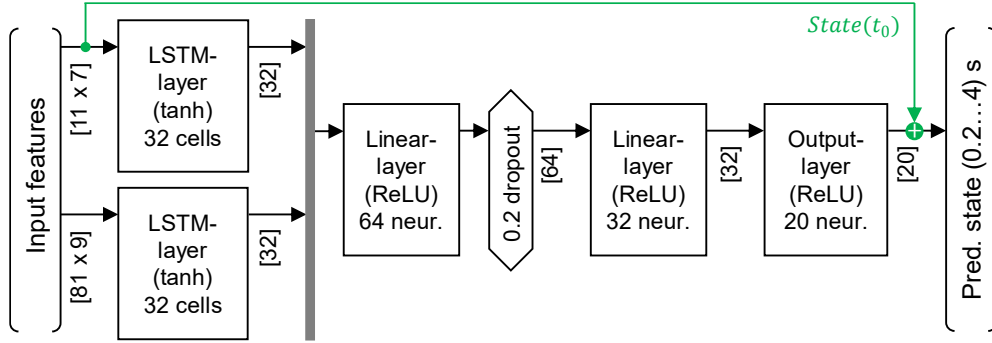 Input features
[11 x 7]
LSTM-
layer
(tanh)
32 cells
[32]
[81 x 9]
LSTM-
layer
(tanh)
32 cells
[32]
Linear-
layer
(ReLU)
64 neur.
0.2 dropout
[64]
Linear-
layer
(ReLU)
32 neur.
[32]
Output-
layer
(ReLU)
20 neur.
[20]
State(t₀)
+
Pred. state (0.2…4) s